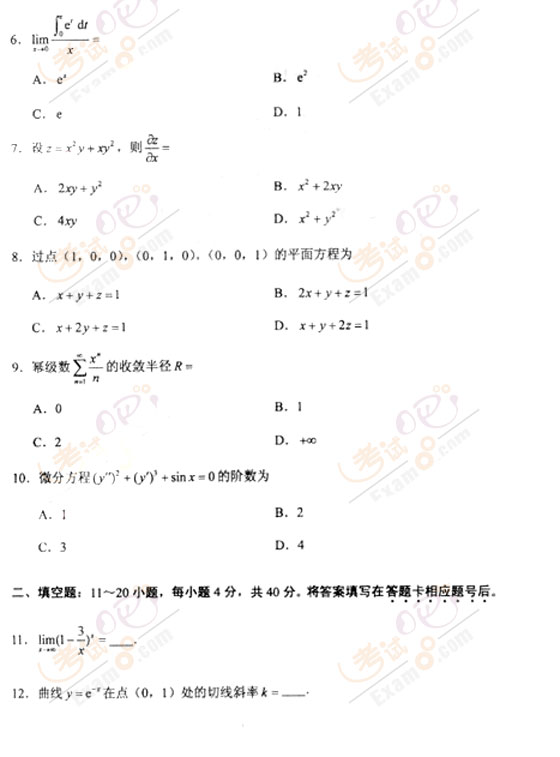 6. lim_{x→0} \frac{\int_0^x e^t dt}{x} =
A. e^x B. e^2
C. e D. 1
7. 设 z = x^2y + xy^2，则 \frac{∂z}{∂x} =
A. 2xy + y^2 B. x^2 + 2xy
C. 4xy D. x^2 + y^2
8. 过点（1，0，0），（0，1，0），（0，0，1）的平面方程为
A. x + y + z = 1 B. 2x + y + z = 1
C. x + 2y + z = 1 D. x + y + 2z = 1
9. 幂级数 \sum_{n=1}^{∞} \frac{x^n}{n} 的收敛半径 R =
A. 0 B. 1
C. 2 D. +∞
10. 微分方程 (y″)^2 + (y′)^3 + sin x = 0 的阶数为
A. 1 B. 2
C. 3 D. 4
二、填空题：11～20 小题，每小题 4 分，共 40 分。将答案填写在答题卡相应题号后。
11. lim_{x→∞} (1 - \frac{3}{x})^x = ____.
12. 曲线 y = e^{-x} 在点（0，1）处的切线斜率 k = ____.